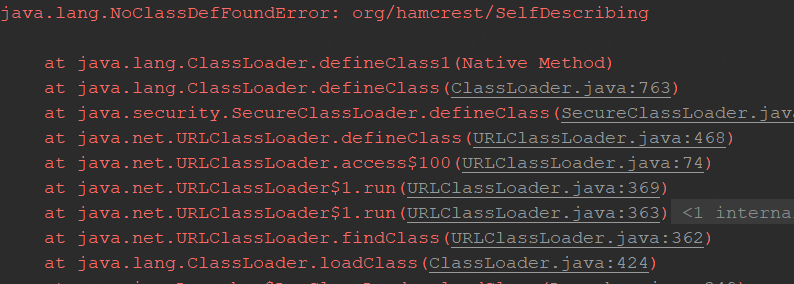 java.lang.NoClassDefFoundError: org/hamcrest/SelfDescribing
at java.lang.ClassLoader.defineClass1(Native Method)
at java.lang.ClassLoader.defineClass(ClassLoader.java:763)
at java.security.SecureClassLoader.defineClass(SecureClassLoader.java
at java.net.URLClassLoader.defineClass(URLClassLoader.java:468)
at java.net.URLClassLoader.access$100(URLClassLoader.java:74)
at java.net.URLClassLoader$1.run(URLClassLoader.java:369)
at java.net.URLClassLoader$1.run(URLClassLoader.java:363) <1 interna
at java.net.URLClassLoader.findClass(URLClassLoader.java:362)
at java.lang.ClassLoader.loadClass(ClassLoader.java:424)